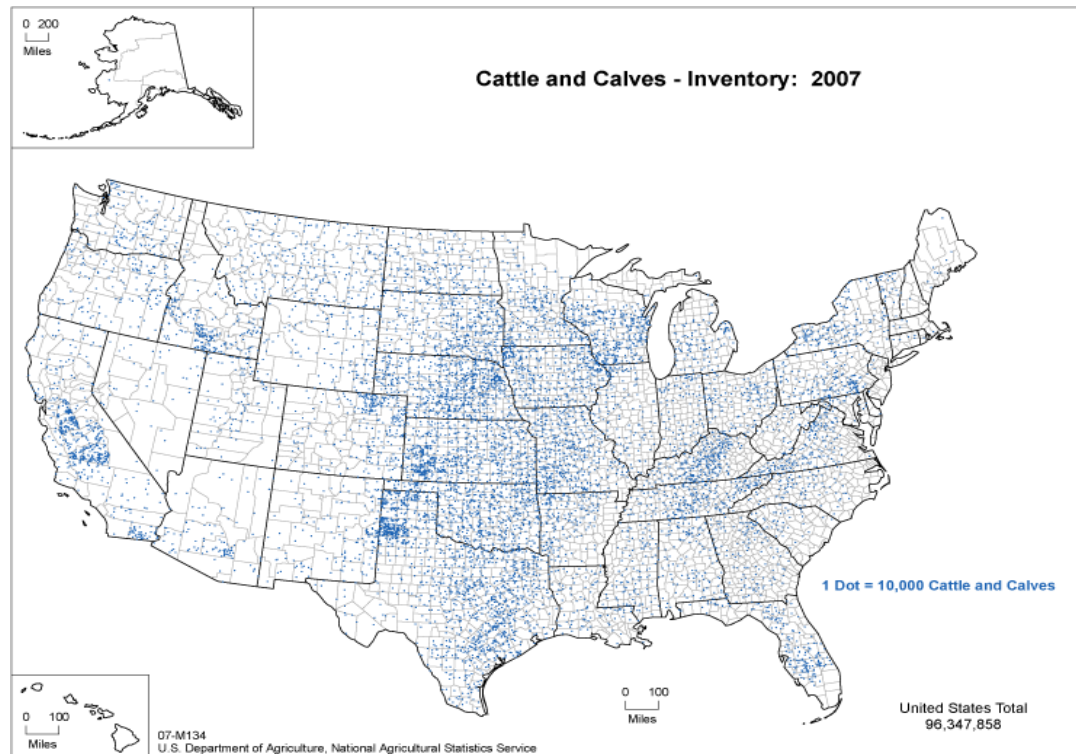 0 200
Miles
Cattle and Calves - Inventory: 2007
1 Dot = 10,000 Cattle and Calves
0 100
Miles
0 100
Miles
United States Total
96,347,858
07-M134
U.S. Department of Agriculture, National Agricultural Statistics Service